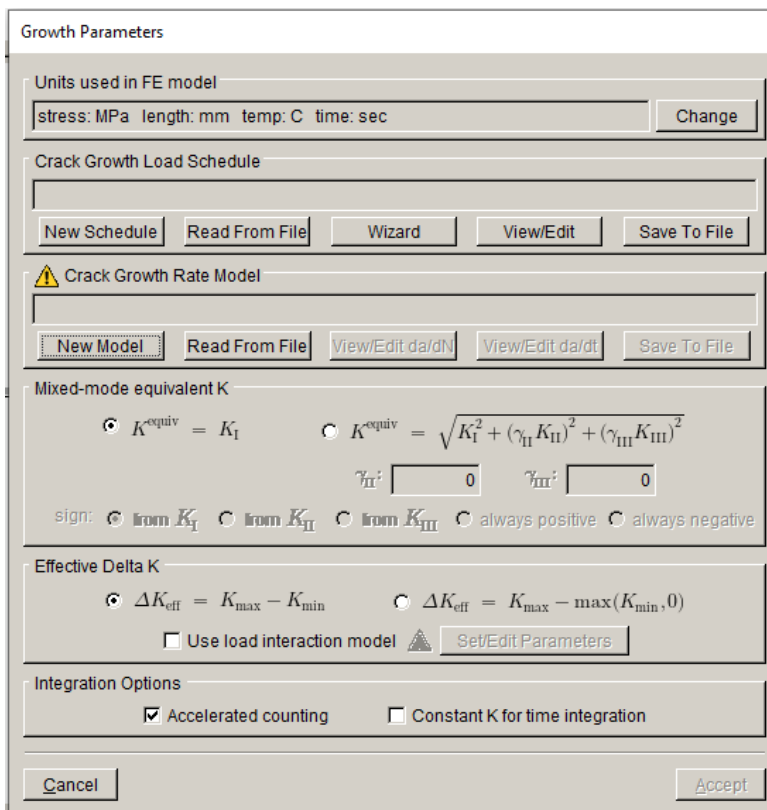 Growth Parameters
Units used in FE model
stress: MPa length: mm temp: C time: sec Change
Crack Growth Load Schedule
New Schedule Read From File Wizard View/Edit Save To File
Crack Growth Rate Model
New Model Read From File View/Edit da/dN View/Edit da/dt Save To File
Mixed-mode equivalent K
K^equiv = K_I K^equiv = √(K_I^2 + (γ_II K_II)^2 + (γ_III K_III)^2)
γ_II: 0 γ_III: 0
sign: from K_I from K_II from K_III always positive always negative
Effective Delta K
ΔK_eff = K_max − K_min ΔK_eff = K_max − max(K_min,0)
Use load interaction model Set/Edit Parameters
Integration Options
Accelerated counting Constant K for time integration
Cancel Accept